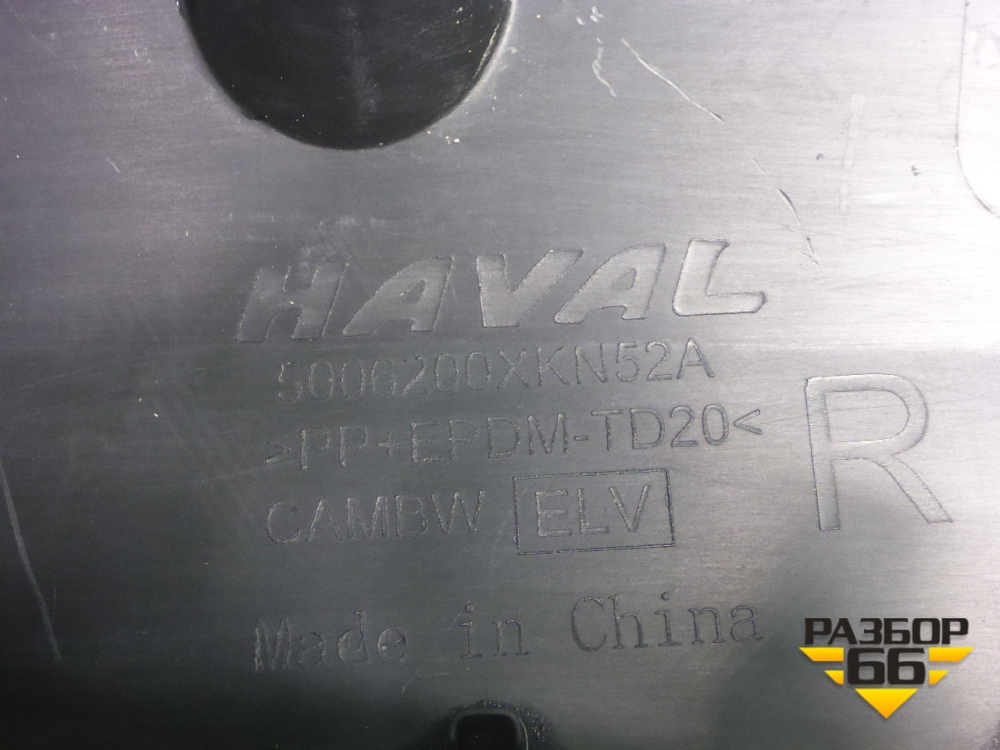 HAVAL
5006200XKN52A
>PP+EPDM-TD20<
R
CAMBW ELV
Made in China
РАЗБОР
66